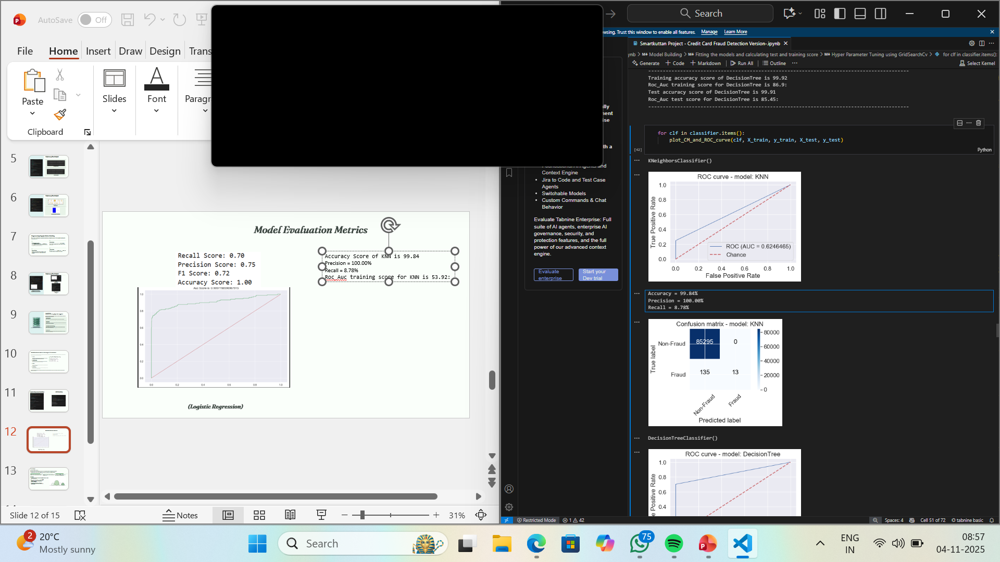 AutoSave Off
File Home Insert Draw Design Trans
Paste
Slides
Font
Paragr
Clipboard
5
6
7
8
9
10
11
12
13
Model Evaluation Metrics
Recall Score: 0.70
Precision Score: 0.75
F1 Score: 0.72
Accuracy Score: 1.00
0.0 0.2 0.4 0.6 0.8 1.0
(Logistic Regression)
Accuracy Score of KNN is 99.84
Precision = 100.00%
Recall = 8.78%
Roc_Auc training score for KNN is 53.92:
Slide 12 of 15
Notes
31%
Search
owsing. Trust this window to enable all features. Manage Learn More
Smartkuttan Project - Credit Card Fraud Detection Version-.ipynb
ynb > M↓ Model Building > M↓ Fitting the models and calculating test and training score > M↓ Hyper Parameter Tuning using GridSearchCv > for clf in classifier.items():
Generate + Code + Markdown Run All Outline ...
Select Kernel
lly
nent
ise
th a
Context Engine
Jira to Code and Test Case
Agents
Switchable Models
Custom Commands & Chat
Behavior
Evaluate Tabnine Enterprise: Full
suite of AI agents, enterprise AI
governance, security, and
protection features, and the full
power of our advanced context
engine.
Evaluate
enterprise
Start your
Dev trial
Training accuracy score of DecisionTree is 99.92
Roc_Auc training score for DecisionTree is 86.9:
Test accuracy score of DecisionTree is 99.91
Roc_Auc test score for DecisionTree is 85.45:
for clf in classifier.items():
plot_CM_and_ROC_curve(clf, X_train, y_train, X_test, y_test)
[42]
Python
KNeighborsClassifier()
ROC curve - model: KNN
True Positive Rate
1.0
0.8
0.6
0.4
0.2
0.0
ROC (AUC = 0.6246465)
Chance
0.0 0.2 0.4 0.6 0.8 1.0
False Positive Rate
Accuracy = 99.84%
Precision = 100.00%
Recall = 8.78%
Confusion matrix - model: KNN
True label
Non-Fraud 85295 0
Fraud 135 13
80000
60000
40000
20000
0
Non-Fraud Fraud
Predicted label
DecisionTreeClassifier()
ROC curve - model: DecisionTree
1.0
0.8
0.6
0.4
e Positive Rate
Restricted Mode 1 42
Spaces: 4 Cell 51 of 72 tabnine basic
2
20°C
Mostly sunny
Search
75
ENG
IN
08:57
04-11-2025